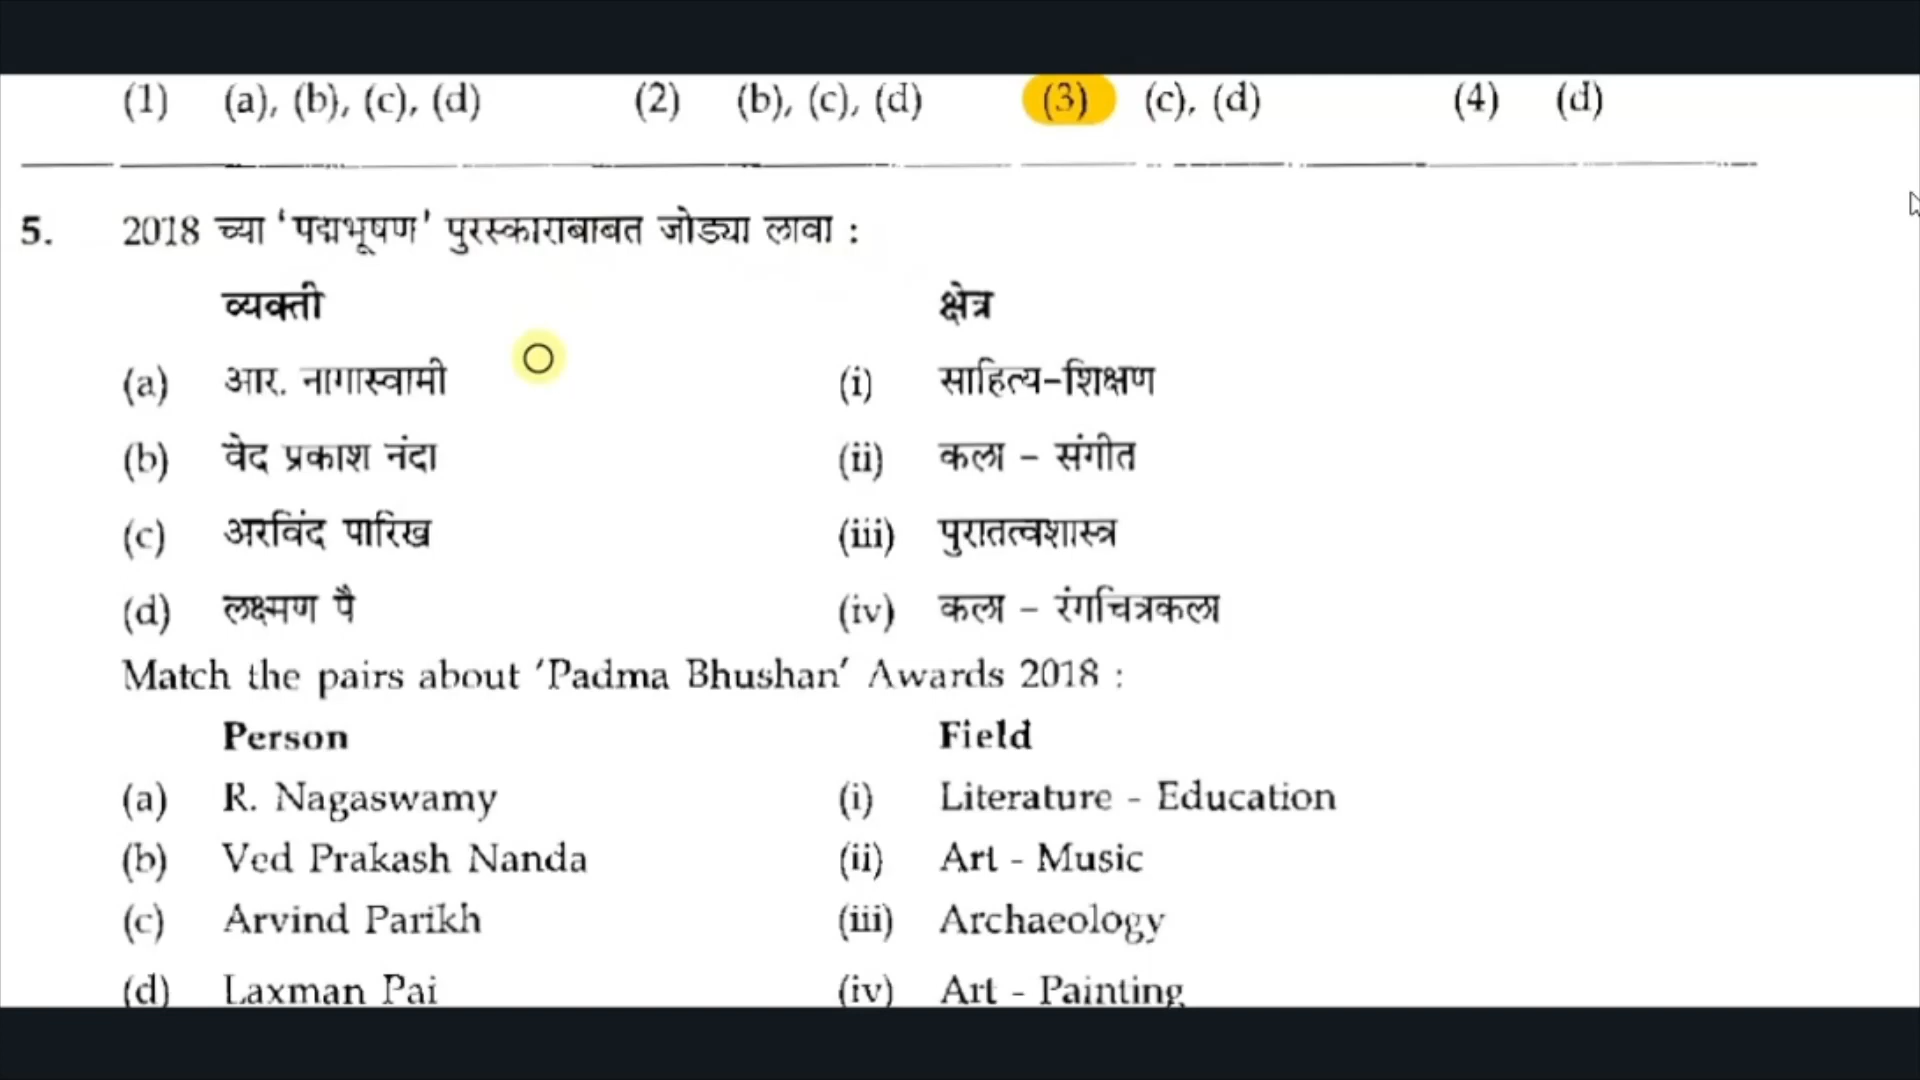 (1) (a), (b), (c), (d) (2) (b), (c), (d) (3) (c), (d) (4) (d)
5. 2018 च्या 'पद्मभूषण' पुरस्काराबाबत जोड्या लावा :
व्यक्ती क्षेत्र
(a) आर. नागास्वामी (i) साहित्य-शिक्षण
(b) वेद प्रकाश नंदा (ii) कला - संगीत
(c) अरविंद पारिख (iii) पुरातत्वशास्त्र
(d) लक्ष्मण पै (iv) कला - रंगचित्रकला
Match the pairs about 'Padma Bhushan' Awards 2018 :
Person Field
(a) R. Nagaswamy (i) Literature - Education
(b) Ved Prakash Nanda (ii) Art - Music
(c) Arvind Parikh (iii) Archaeology
(d) Laxman Pai (iv) Art - Painting